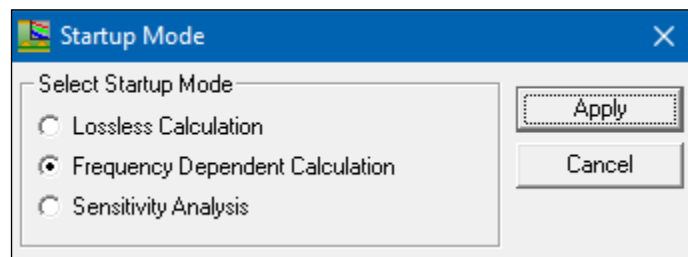 Startup Mode
Select Startup Mode
Lossless Calculation
Apply
Frequency Dependent Calculation
Cancel
Sensitivity Analysis